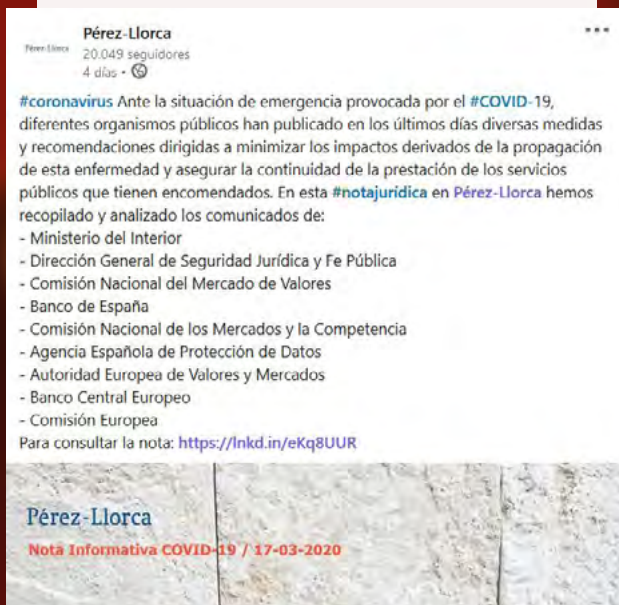 Pérez-Llorca
Pérez-Llorca
20.049 seguidores
4 días •
#coronavirus Ante la situación de emergencia provocada por el #COVID-19,
diferentes organismos públicos han publicado en los últimos días diversas medidas
y recomendaciones dirigidas a minimizar los impactos derivados de la propagación
de esta enfermedad y asegurar la continuidad de la prestación de los servicios
públicos que tienen encomendados. En esta #notajurídica en Pérez-Llorca hemos
recopilado y analizado los comunicados de:
- Ministerio del Interior
- Dirección General de Seguridad Jurídica y Fe Pública
- Comisión Nacional del Mercado de Valores
- Banco de España
- Comisión Nacional de los Mercados y la Competencia
- Agencia Española de Protección de Datos
- Autoridad Europea de Valores y Mercados
- Banco Central Europeo
- Comisión Europea
Para consultar la nota: https://lnkd.in/eKq8UUR
Pérez-Llorca
Nota Informativa COVID-19 / 17-03-2020